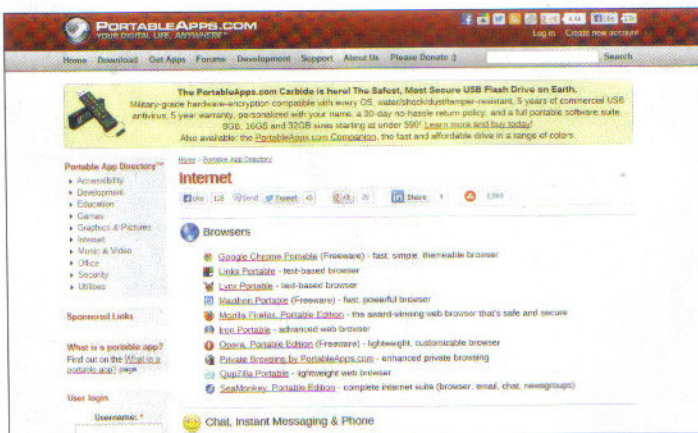 PORTABLEAPPS.COM
YOUR DIGITAL LIFE, ANYWHERE™
Log in Create new account
Home Download Get Apps Forums Development Support About Us Please Donate :) Search
The PortableApps.com Carbide is here! The Safest, Most Secure USB Flash Drive on Earth.
Military-grade hardware-encryption compatible with every OS, water/shock/dust/tamper-resistant, 5 years of commercial USB
antivirus, 5 year warranty, personalized with your name, a 30-day no-hassle return policy, and a full portable software suite.
8GB, 16GB and 32GB sizes starting at under $90! Learn more and buy today!
Also available: the PortableApps.com Companion, the fast and affordable drive in a range of colors.
Portable App Directory™
Accessibility
Development
Education
Games
Graphics & Pictures
Internet
Music & Video
Office
Security
Utilities
Sponsored Links
What is a portable app?
Find out on the What is a
portable app? page
User login
Username: *
Home » Portable App Directory
Internet
Like 128 Send Tweet 45 +1 29 Share 1
Browsers
Google Chrome Portable (Freeware) - fast, simple, themeable browser
Links Portable - text-based browser
Lynx Portable - text-based browser
Maxthon Portable (Freeware) - fast, powerful browser
Mozilla Firefox, Portable Edition - the award-winning web browser that's safe and secure
Iron Portable - advanced web browser
Opera, Portable Edition (Freeware) - lightweight, customizable browser
Private Browsing by PortableApps.com - enhanced private browsing
QupZilla Portable - lightweight web browser
SeaMonkey, Portable Edition - complete internet suite (browser, email, chat, newsgroups)
Chat, Instant Messaging & Phone